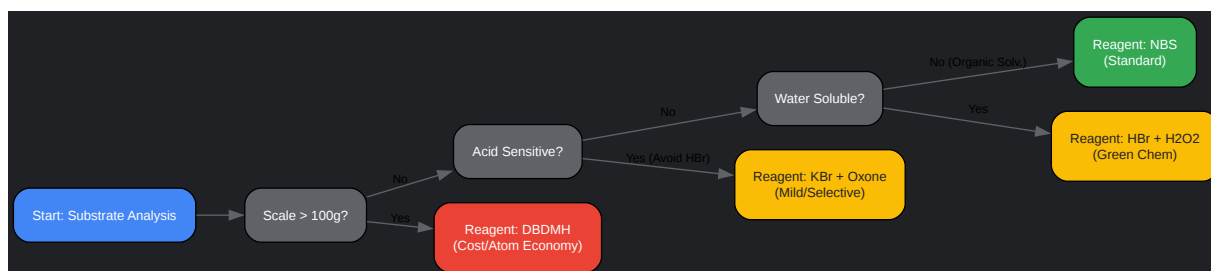 Start: Substrate Analysis
Scale > 100g?
No
Yes
Acid Sensitive?
Reagent: DBDMH
(Cost/Atom Economy)
No
Yes (Avoid HBr)
Water Soluble?
Reagent: KBr + Oxone
(Mild/Selective)
No (Organic Solv.)
Yes
Reagent: NBS
(Standard)
Reagent: HBr + H2O2
(Green Chem)